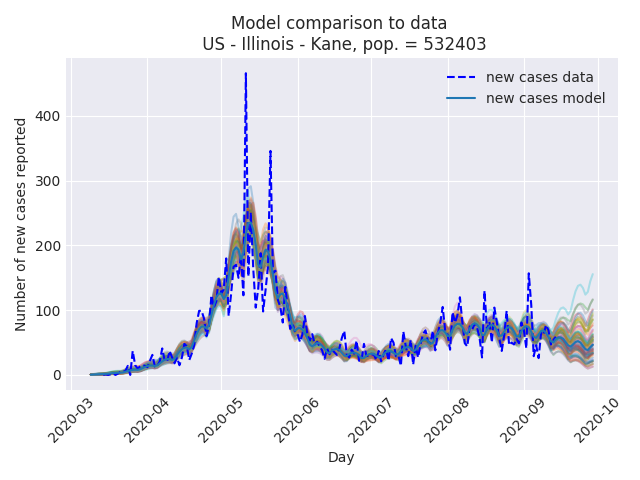 Model comparison to data
US - Illinois - Kane, pop. = 532403
new cases data
new cases model
Number of new cases reported
400
300
200
100
0
2020-03
2020-04
2020-05
2020-06
2020-07
2020-08
2020-09
2020-10
Day